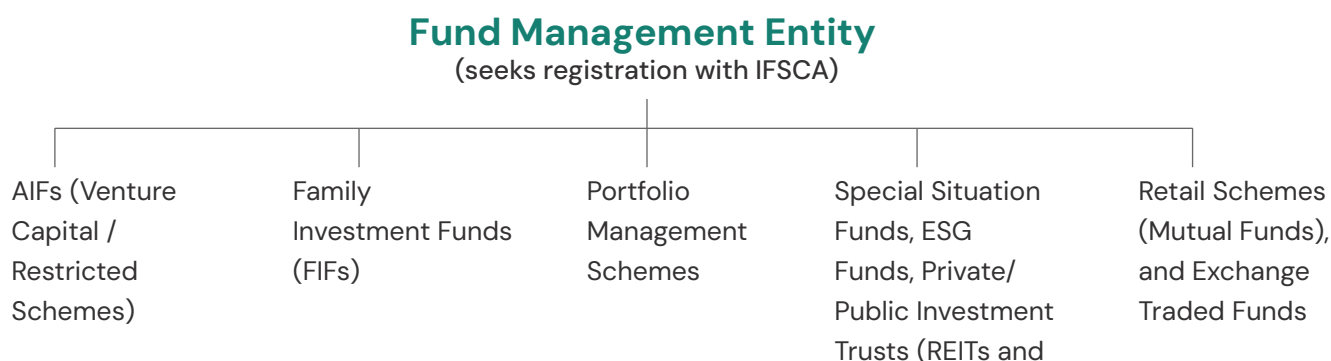 Fund Management Entity
(seeks registration with IFSCA)
AIFs (Venture
Capital /
Restricted
Schemes)
Family
Investment Funds
(FIFs)
Portfolio
Management
Schemes
Special Situation
Funds, ESG
Funds, Private/
Public Investment
Trusts (REITs and
Retail Schemes
(Mutual Funds),
and Exchange
Traded Funds